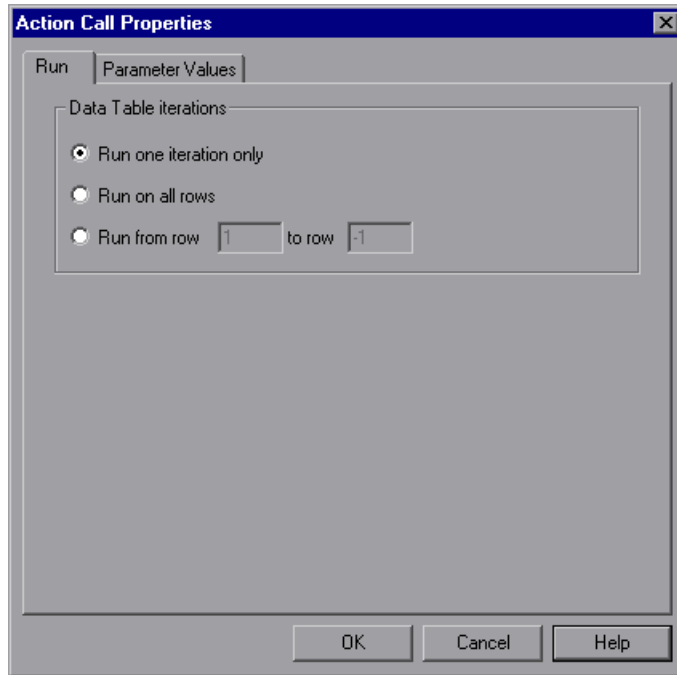 Action Call Properties
Run Parameter Values
Data Table iterations
Run one iteration only
Run on all rows
Run from row 1 to row -1
OK Cancel Help